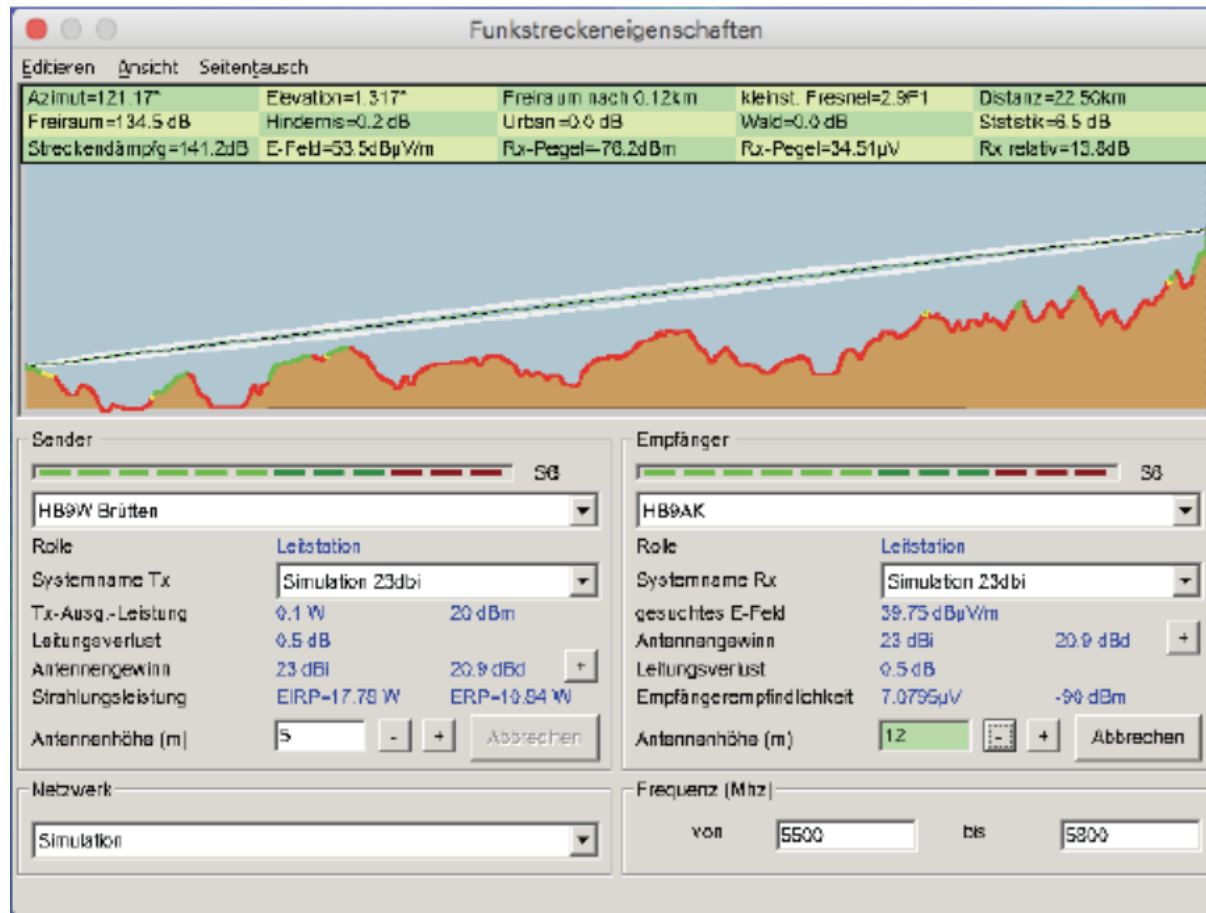 Funkstreckeneigenschaften
Editieren Ansicht Seitentausch
Azimut=121.17° Elevation=1.317° Freiraum nach 0.12km kleinst. Fresnel=2.9F1 Distanz=22.50km
Freiraum=134.5 dB Hindernis=0.2 dB Urban=0.0 dB Wald=0.0 dB Statistik=6.5 dB
Streckendämpfg=141.2dB E-Feld=53.5dBµV/m Rx-Pegel=-76.2dBm Rx-Pegel=34.51µV Rx relativ=13.8dB
Sender
S6
HB9W Brütten
Rolle Leitstation
Systemname Tx Simulation 23dbi
Tx-Ausg.-Leistung 0.1 W 20 dBm
Leitungsverlust 0.5 dB
Antennengewinn 23 dBi 20.9 dBd +
Strahlungsleistung EIRP=17.78 W ERP=10.84 W
Antennenhöhe (m) 5 - + Abbrechen
Netzwerk
Simulation
Empfänger
S6
HB9AK
Rolle Leitstation
Systemname Rx Simulation 23dbi
gesuchtes E-Feld 39.75 dBµV/m
Antennengewinn 23 dBi 20.9 dBd +
Leitungsverlust 0.5 dB
Empfängerempfindlichkeit 7.0795µV -90 dBm
Antennenhöhe (m) 12 - + Abbrechen
Frequenz (Mhz)
von 5500 bis 5800